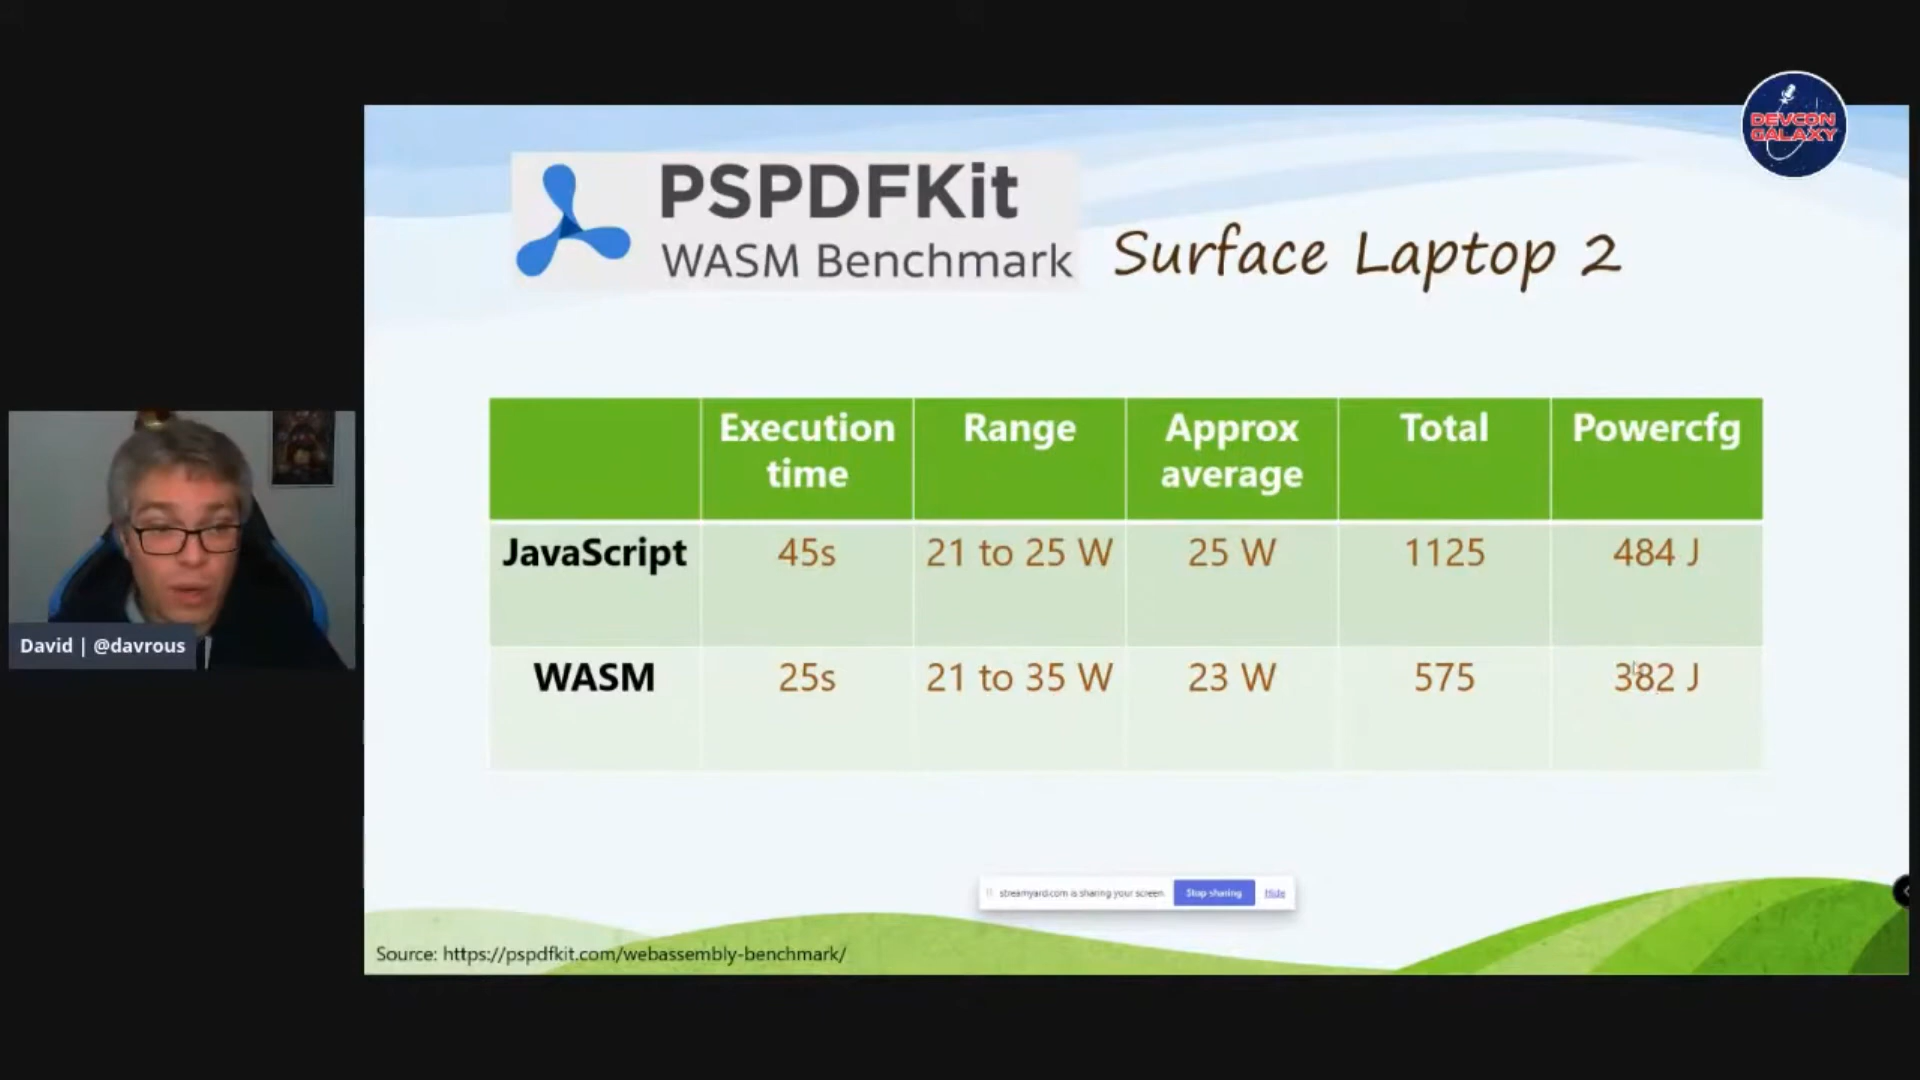 DEVCON
GALAXY
PSPDFKit
WASM Benchmark
Surface Laptop 2
Execution time
Range
Approx average
Total
Powercfg
JavaScript
45s
21 to 25 W
25 W
1125
484 J
WASM
25s
21 to 35 W
23 W
575
382 J
David | @davrous
streamyard.com is sharing your screen.
Stop sharing
Hide
Source: https://pspdfkit.com/webassembly-benchmark/